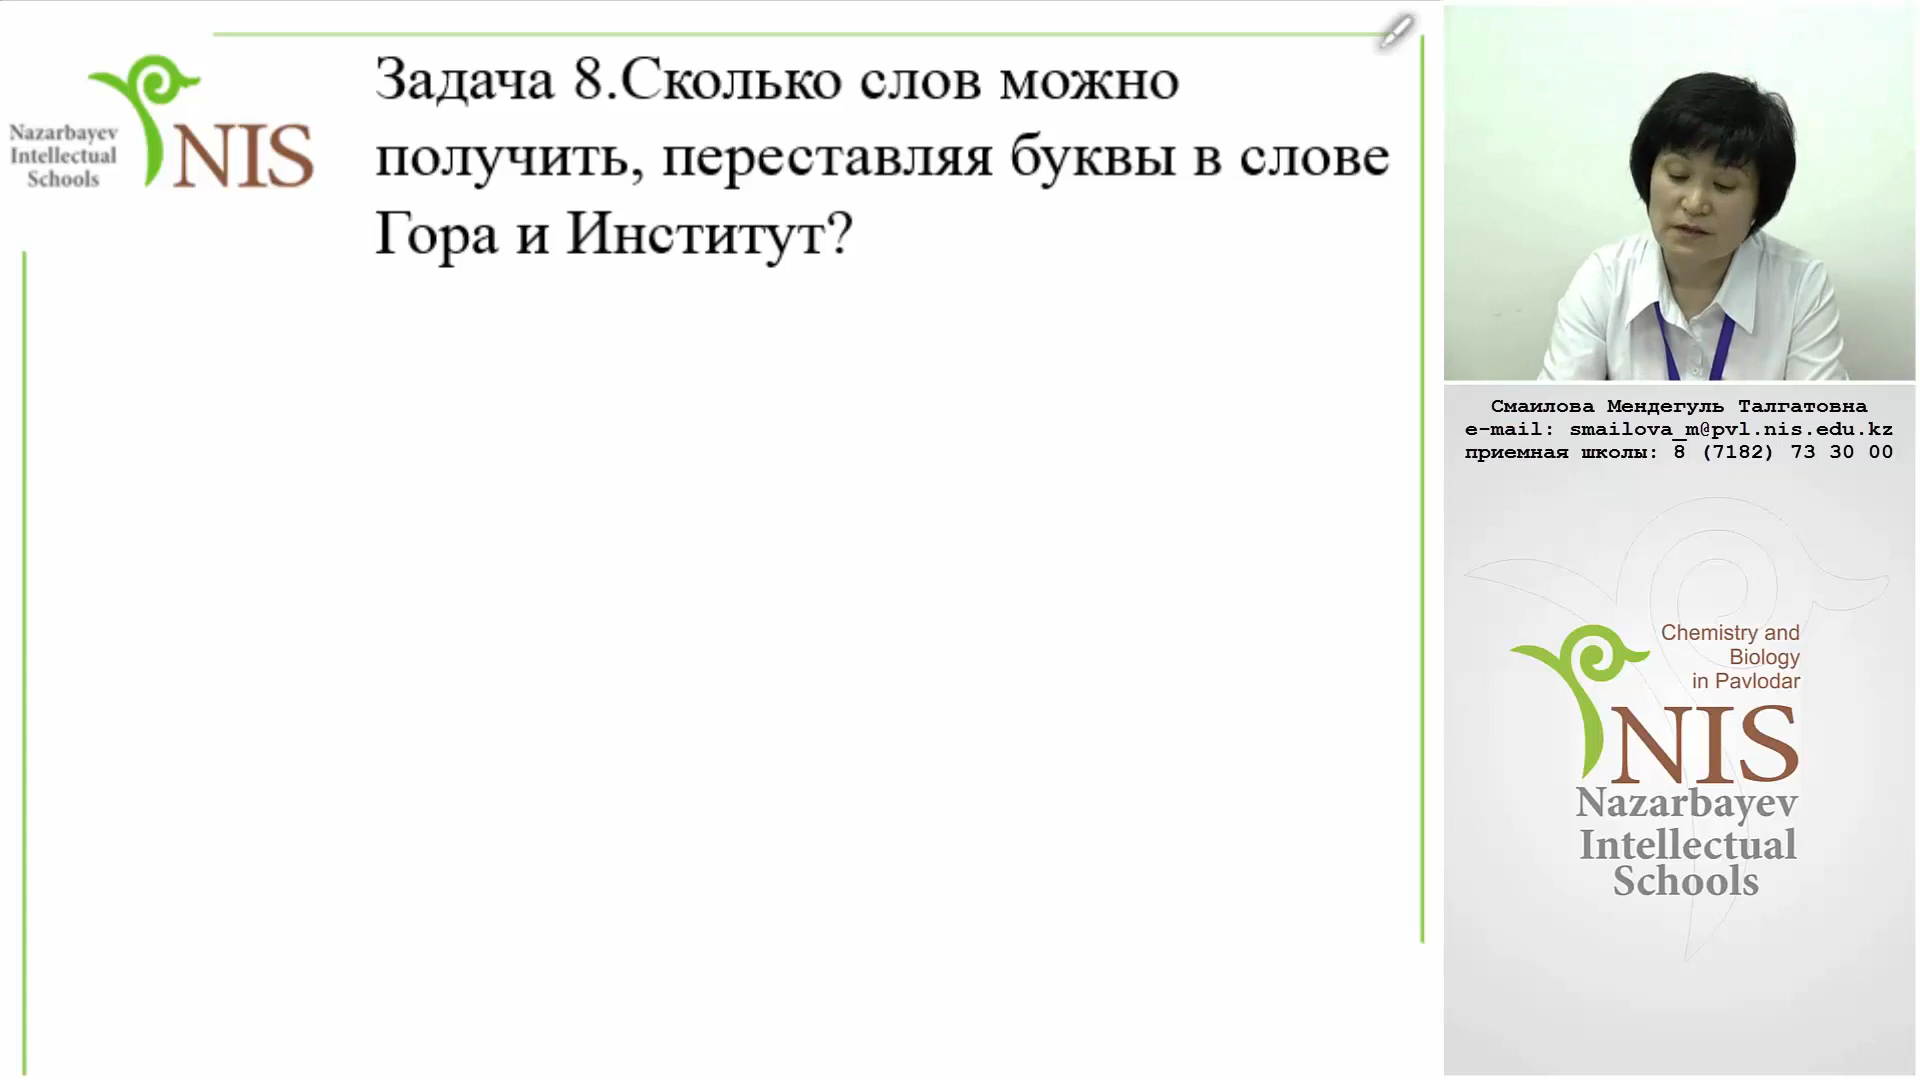 Nazarbayev
Intellectual
Schools
NIS
Задача 8.Сколько слов можно
получить, переставляя буквы в слове
Гора и Институт?
Смаилова Мендегуль Талгатовна
e-mail: smailova_m@pvl.nis.edu.kz
приемная школы: 8 (7182) 73 30 00
Chemistry and
Biology
in Pavlodar
NIS
Nazarbayev
Intellectual
Schools